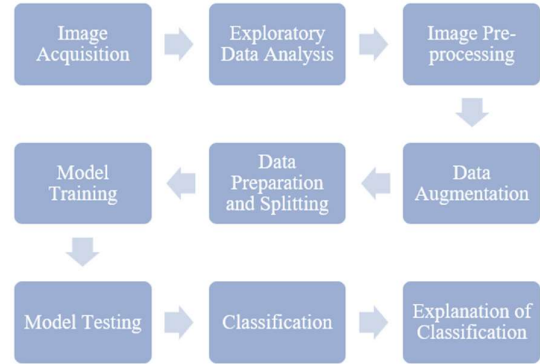 Image
Acquisition
Exploratory
Data Analysis
Image Pre-
processing
Data
Augmentation
Data
Preparation
and Splitting
Model
Training
Model Testing
Classification
Explanation of
Classification